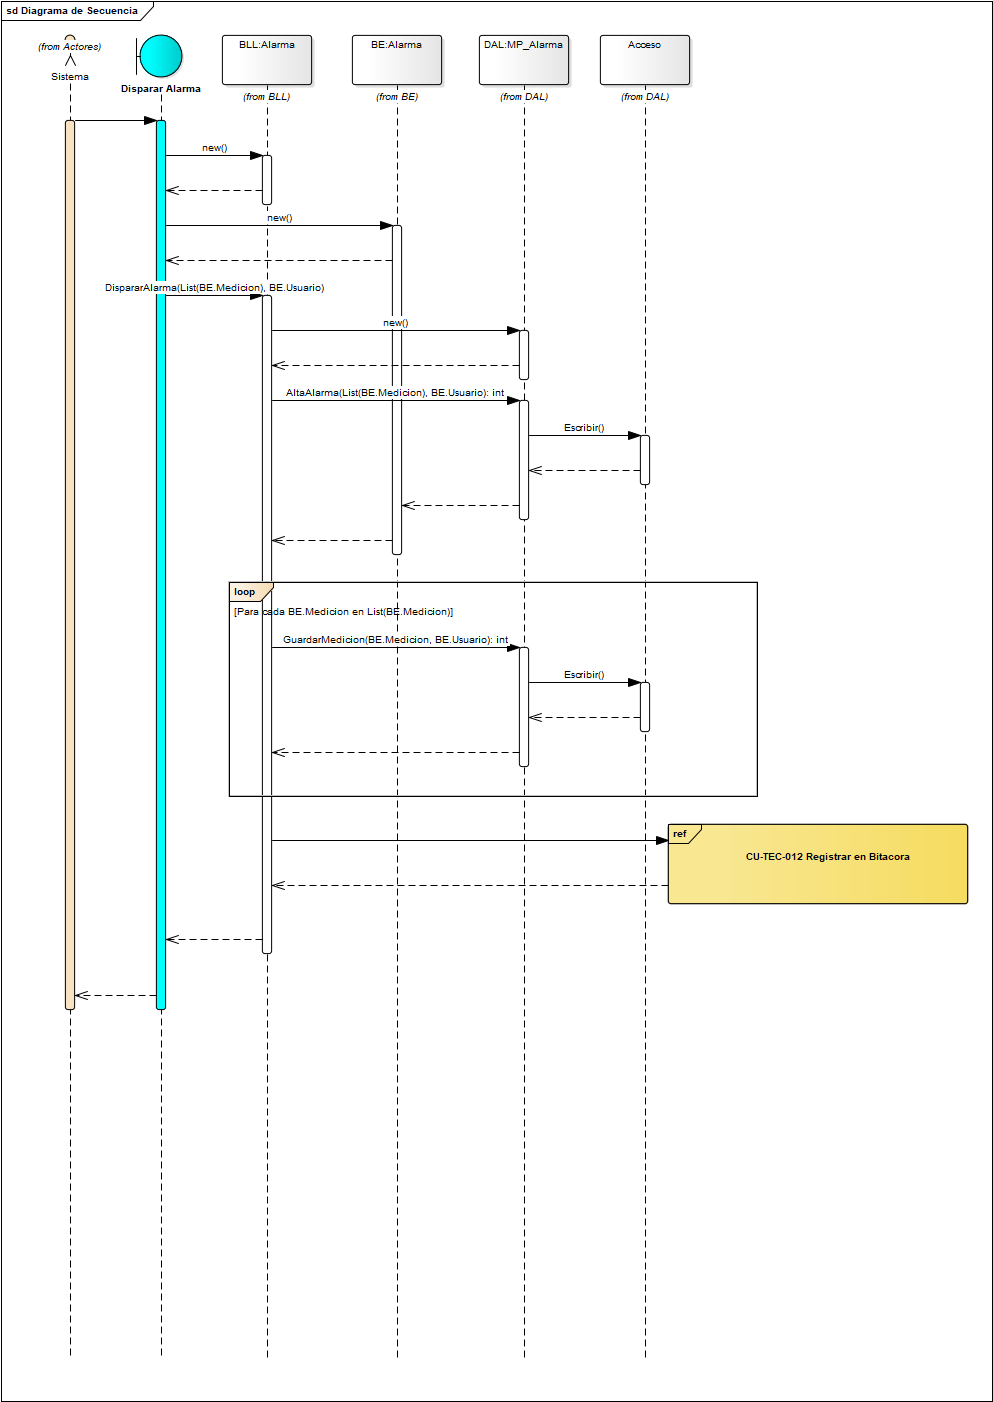 sd Diagrama de Secuencia
(from Actores)
Sistema
Disparar Alarma
BLL:Alarma
(from BLL)
BE:Alarma
(from BE)
DAL:MP_Alarma
(from DAL)
Acceso
(from DAL)
new()
new()
DispararAlarma(List(BE.Medicion), BE.Usuario)
new()
AltaAlarma(List(BE.Medicion), BE.Usuario): int
Escribir()
loop
[Para cada BE.Medicion en List(BE.Medicion)]
GuardarMedicion(BE.Medicion, BE.Usuario): int
Escribir()
ref
CU-TEC-012 Registrar en Bitacora